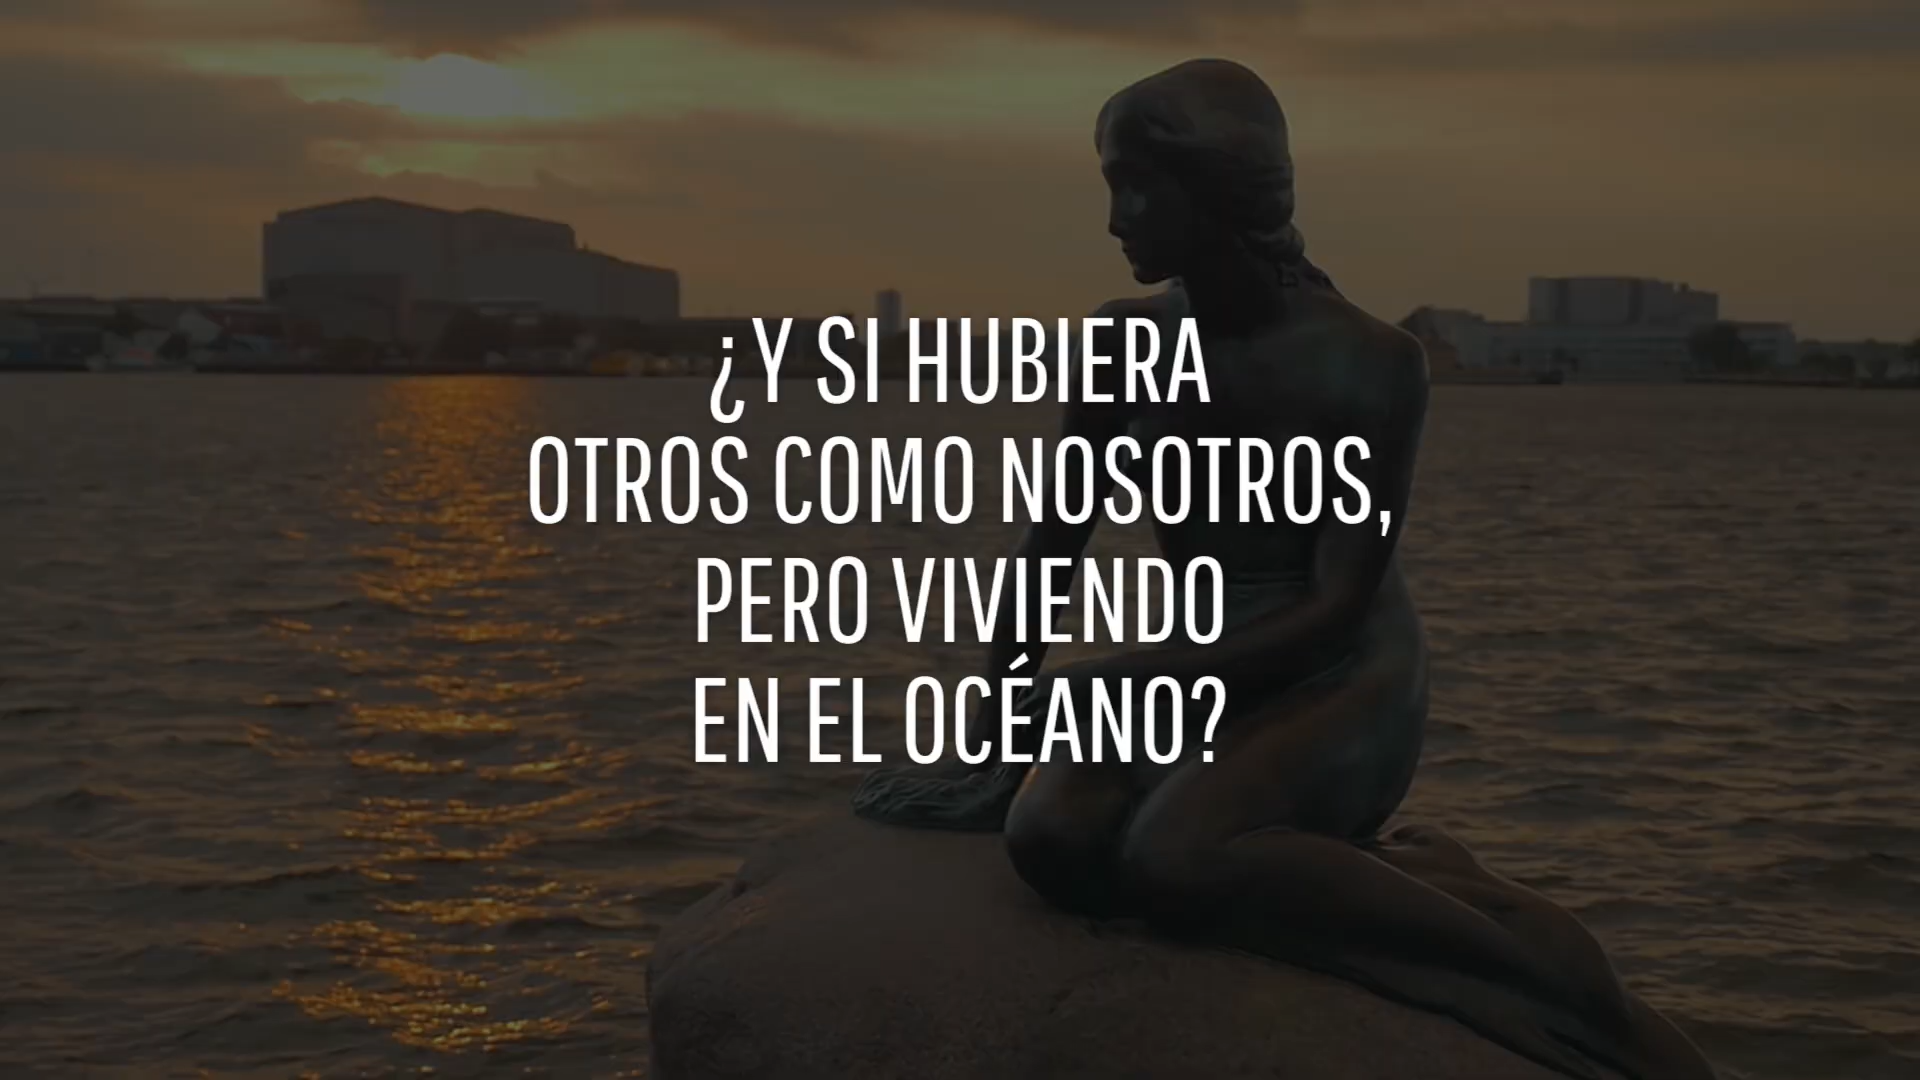 ¿Y SI HUBIERA
OTROS COMO NOSOTROS,
PERO VIVIENDO
EN EL OCÉANO?